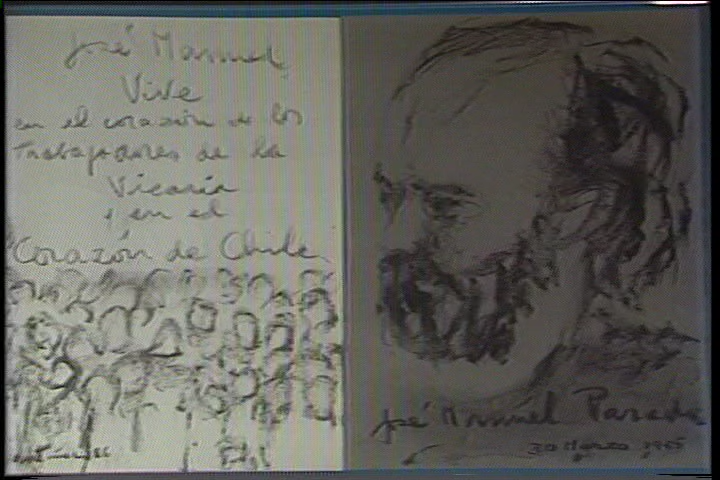 José Manuel
Vive
en el corazón de los
Trabajadores de la
Vicaría
y en el
Corazón de Chile
José Manuel Parada
30 Marzo 1985